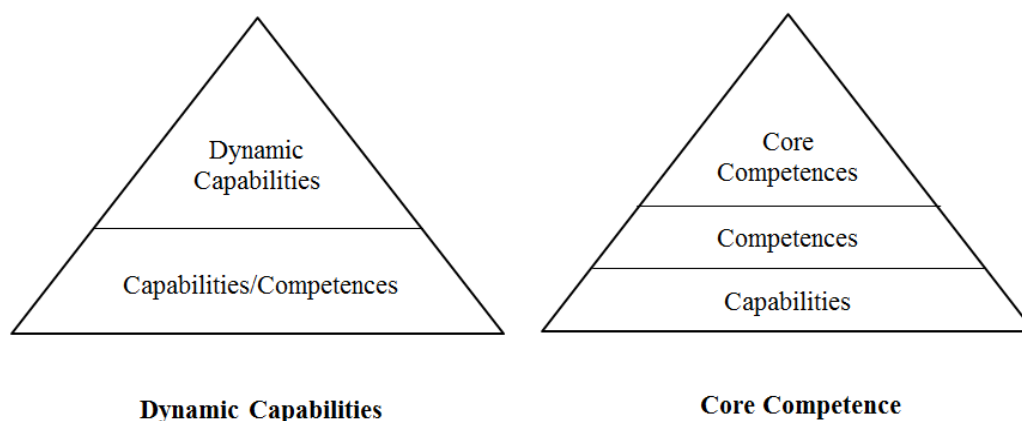 Dynamic
Capabilities
Capabilities/Competences
Dynamic Capabilities
Core
Competences
Competences
Capabilities
Core Competence